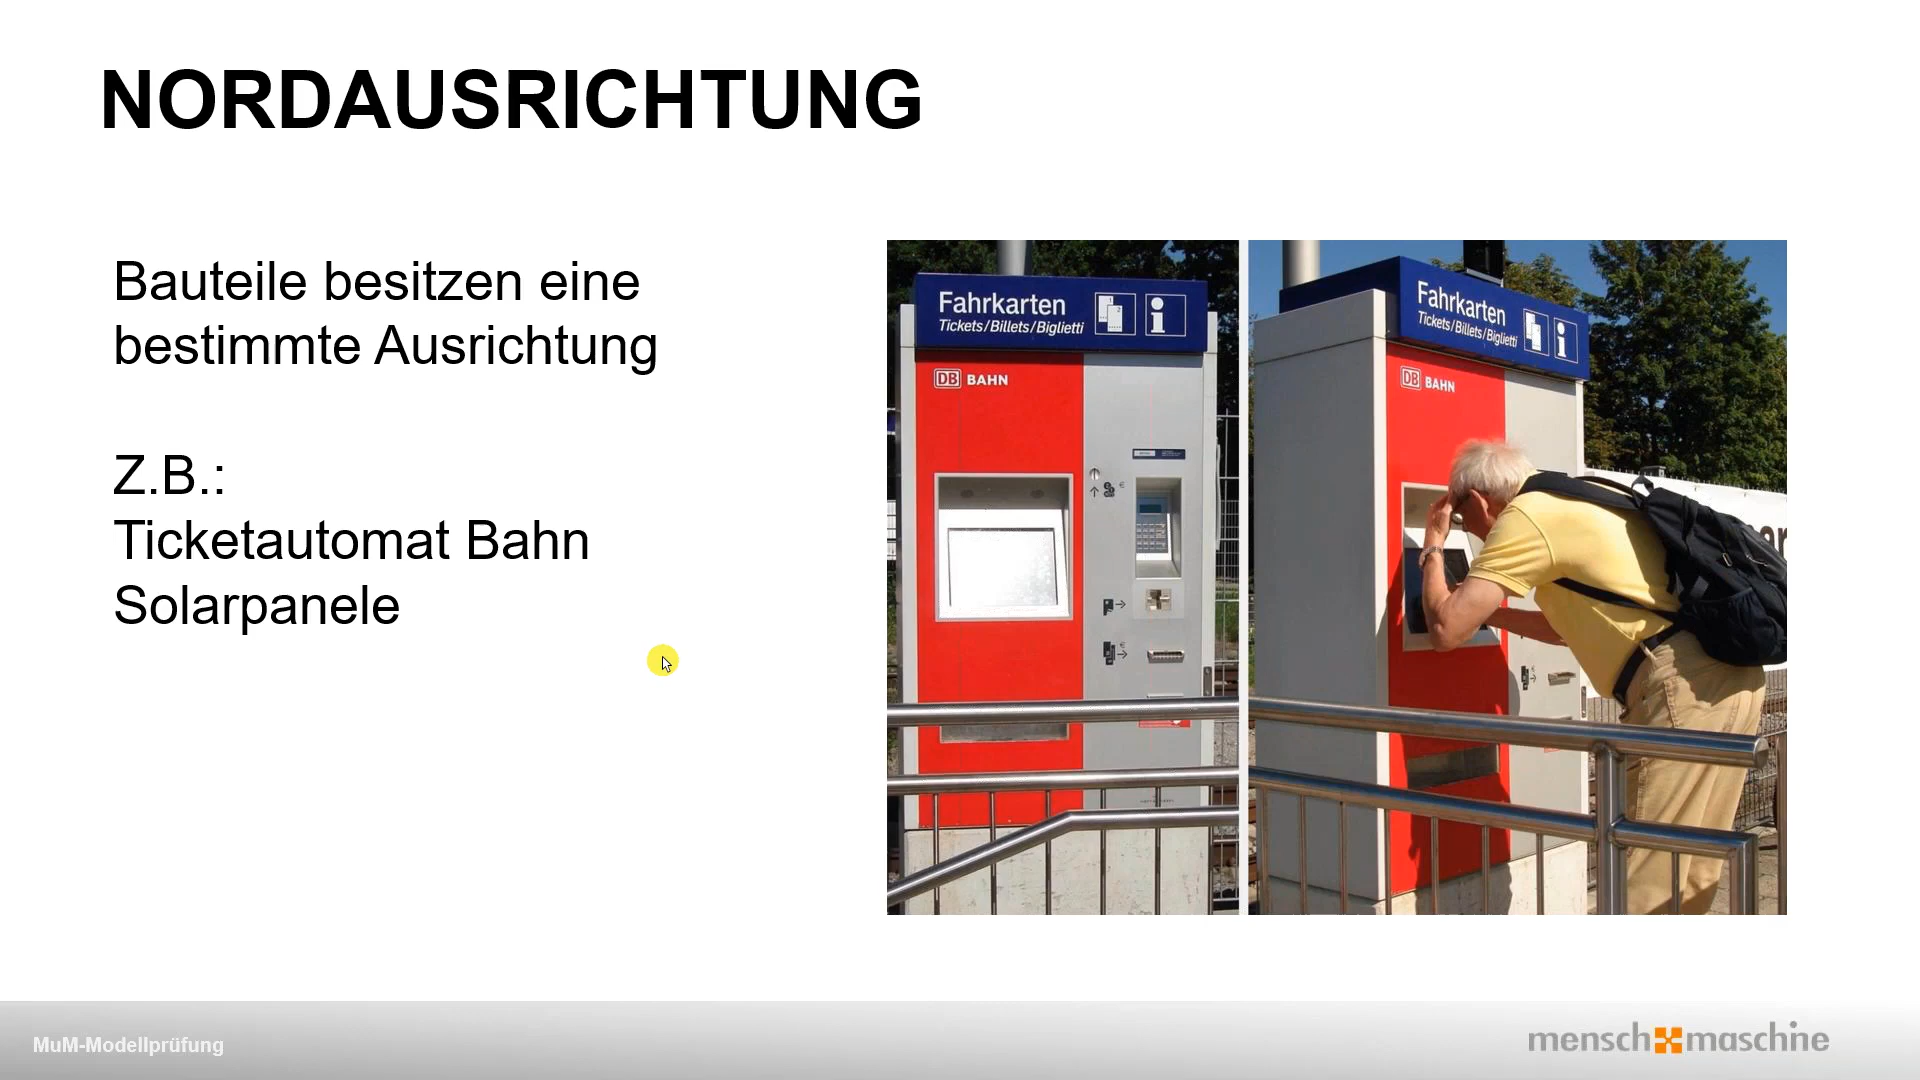 NORDAUSRICHTUNG
Bauteile besitzen eine
bestimmte Ausrichtung
Z.B.:
Ticketautomat Bahn
Solarpanele
Fahrkarten
Tickets/Billets/Biglietti
DB BAHN
Fahrkarten
Tickets/Billets/Biglietti
DB BAHN
MuM-Modellprüfung
mensch maschine